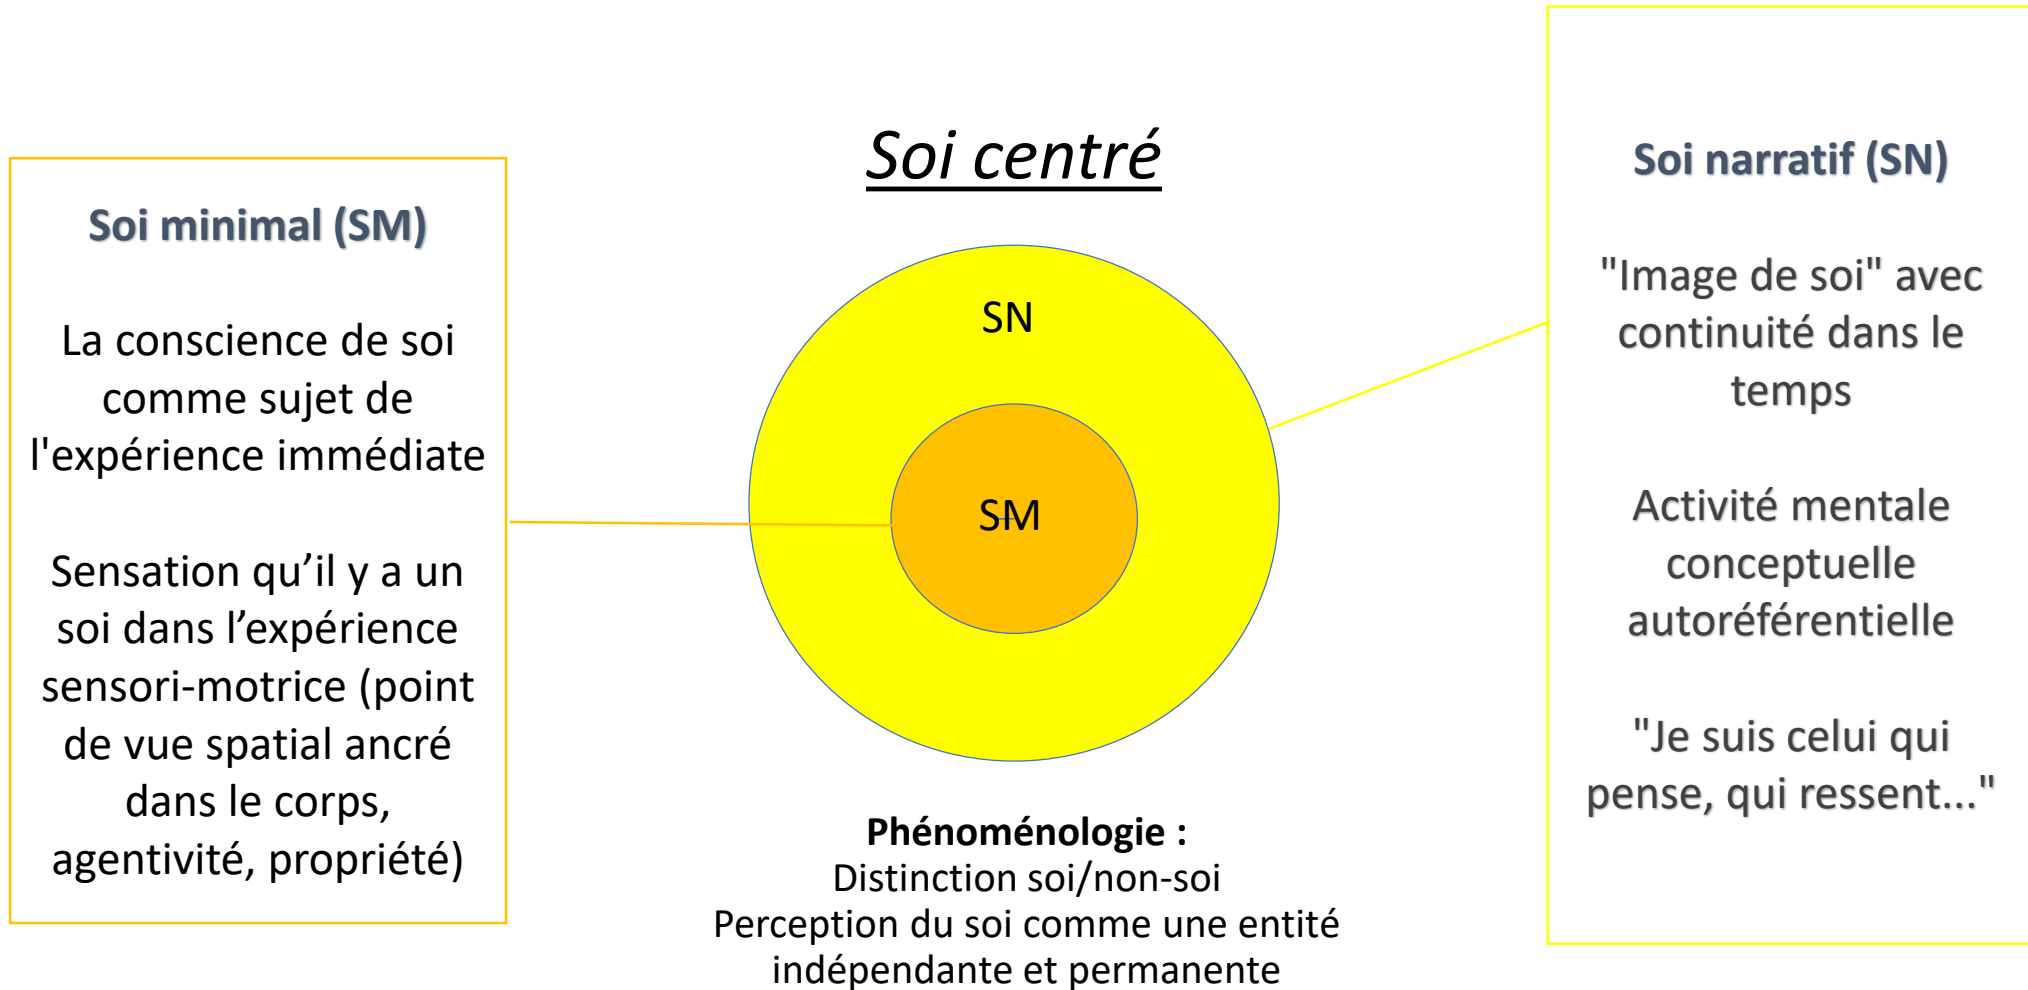 Soi centré
Soi minimal (SM)
La conscience de soi
comme sujet de
l'expérience immédiate
Sensation qu’il y a un
soi dans l’expérience
sensori-motrice (point
de vue spatial ancré
dans le corps,
agentivité, propriété)
SN
SM
Phénoménologie :
Distinction soi/non-soi
Perception du soi comme une entité
indépendante et permanente
Soi narratif (SN)
"Image de soi" avec
continuité dans le
temps
Activité mentale
conceptuelle
autoréférentielle
"Je suis celui qui
pense, qui ressent..."